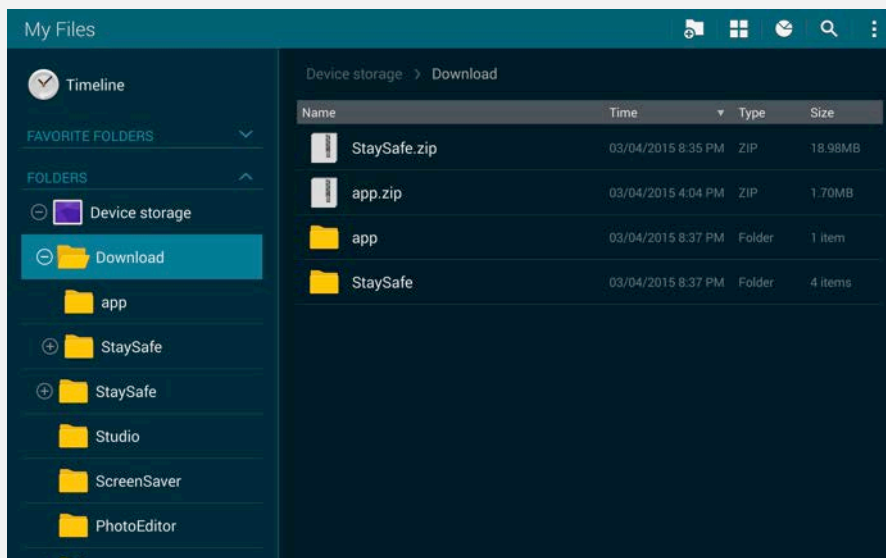 My Files
Timeline
FAVORITE FOLDERS
FOLDERS
Device storage
Download
app
StaySafe
StaySafe
Studio
ScreenSaver
PhotoEditor
Device storage > Download
Name Time Type Size
StaySafe.zip 03/04/2015 8:35 PM ZIP 18.98MB
app.zip 03/04/2015 4:04 PM ZIP 1.70MB
app 03/04/2015 8:37 PM Folder 1 item
StaySafe 03/04/2015 8:37 PM Folder 4 items